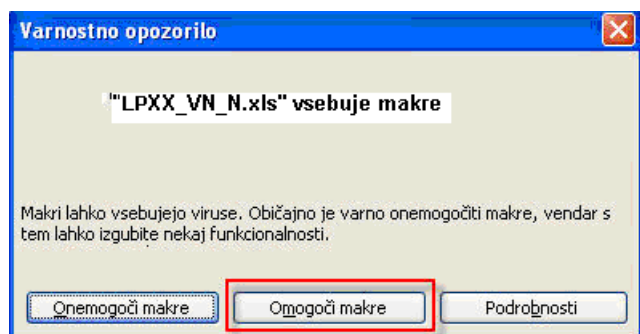 Varnostno opozorilo
""LPXX_VN_N.xls" vsebuje makre
Makri lahko vsebujejo viruse. Običajno je varno onemogočiti makre, vendar s
tem lahko izgubite nekaj funkcionalnosti.
Onemogoči makre Omogoči makre Podrobnosti